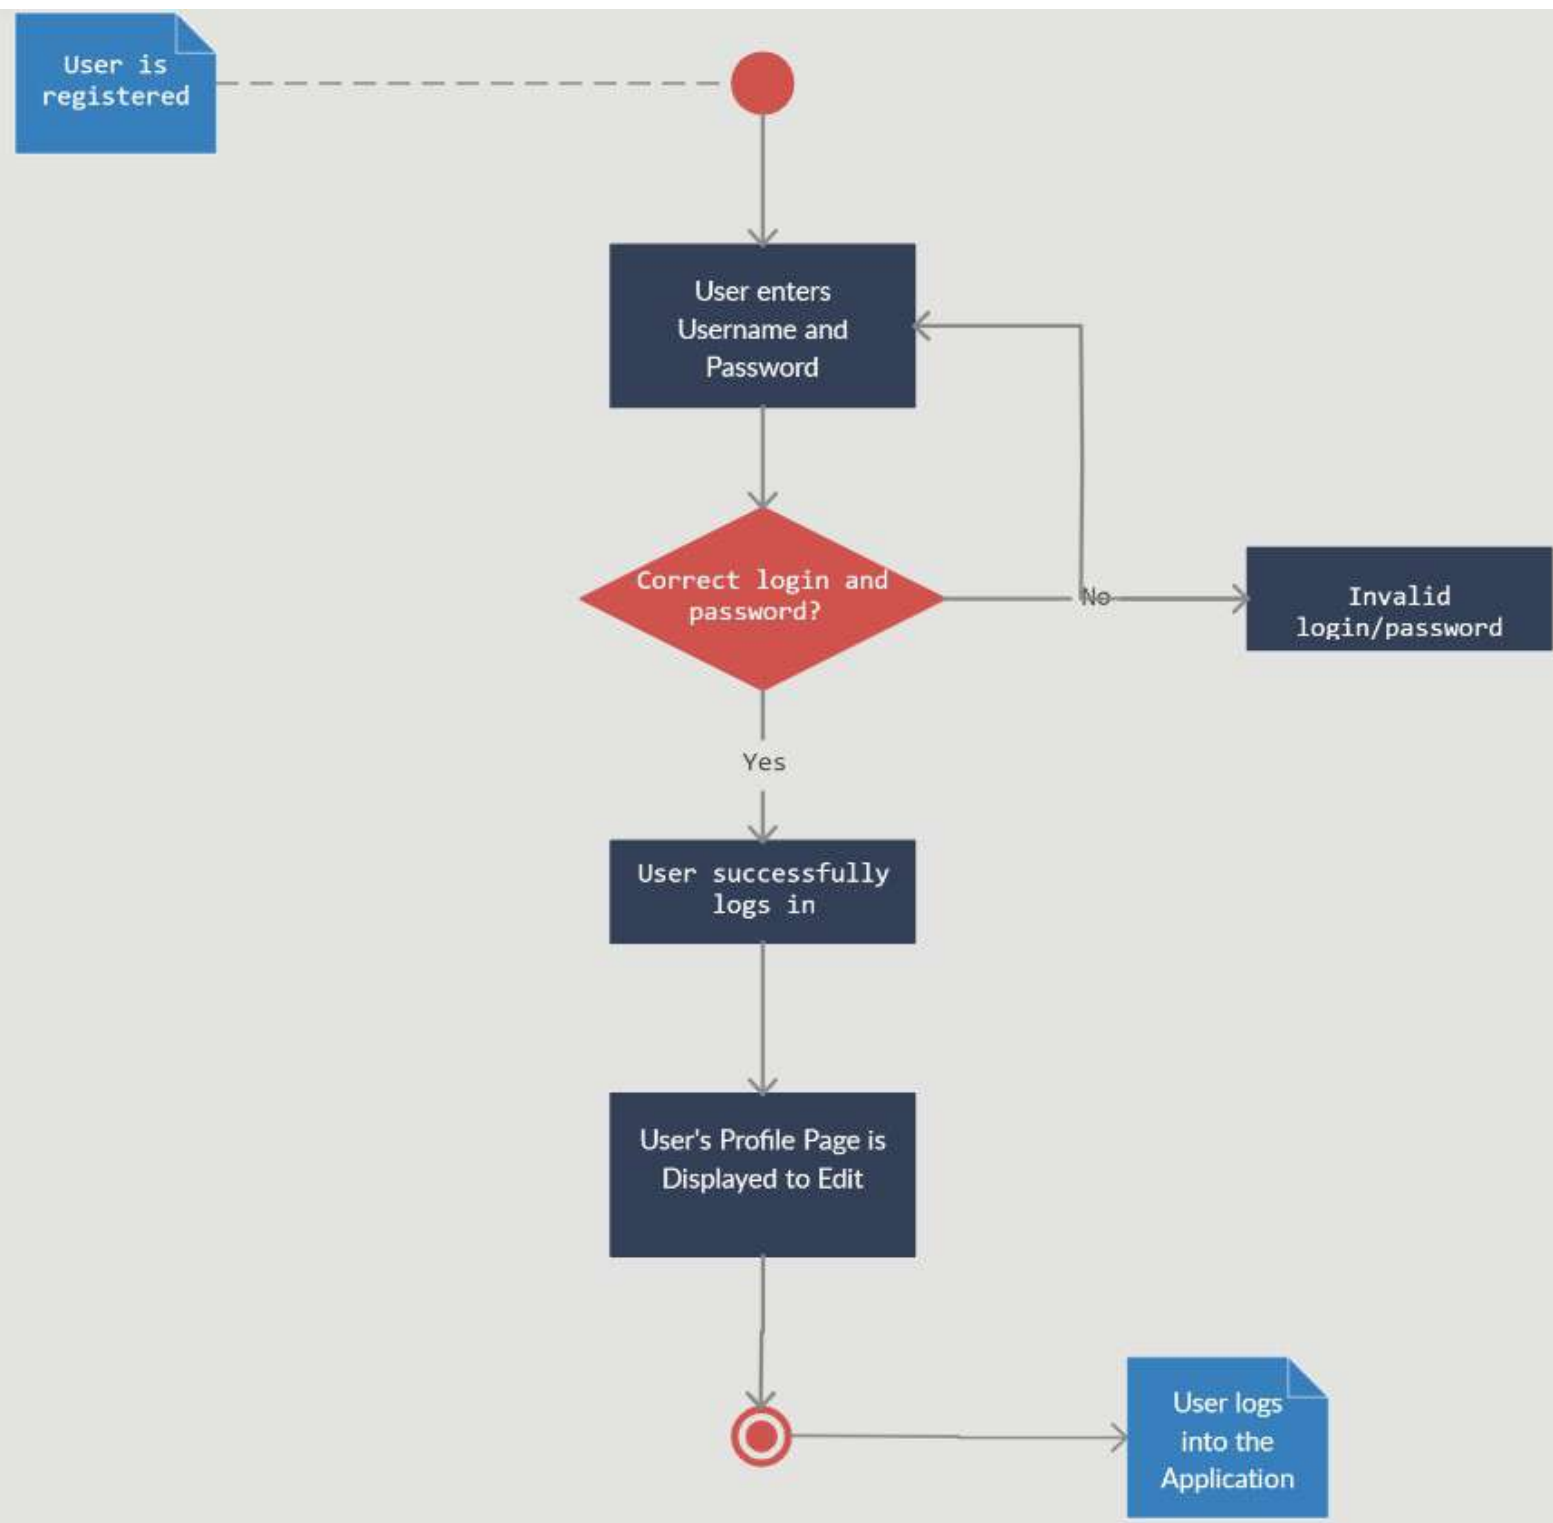 User is
registered
User enters
Username and
Password
Correct login and
password?
No
Invalid
login/password
Yes
User successfully
logs in
User's Profile Page is
Displayed to Edit
User logs
into the
Application